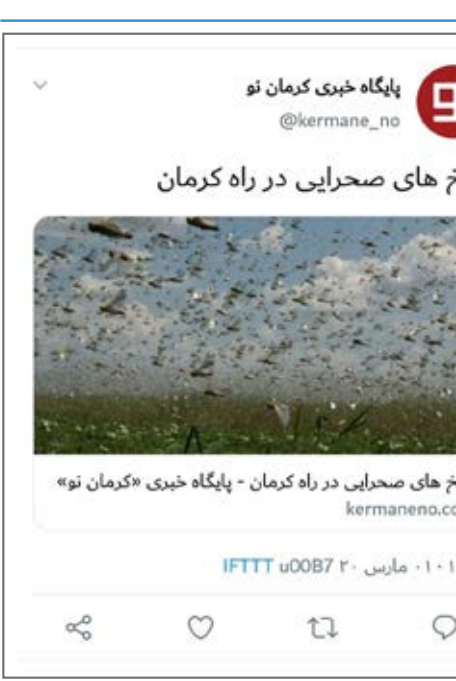 پایگاه خبری کرمان نو
@kermane_no
های صحرایی در راه کرمان
های صحرایی در راه کرمان - پایگاه خبری «کرمان نو»
kermaneno.co
مارس ۲۰ u00B7 IFTTT